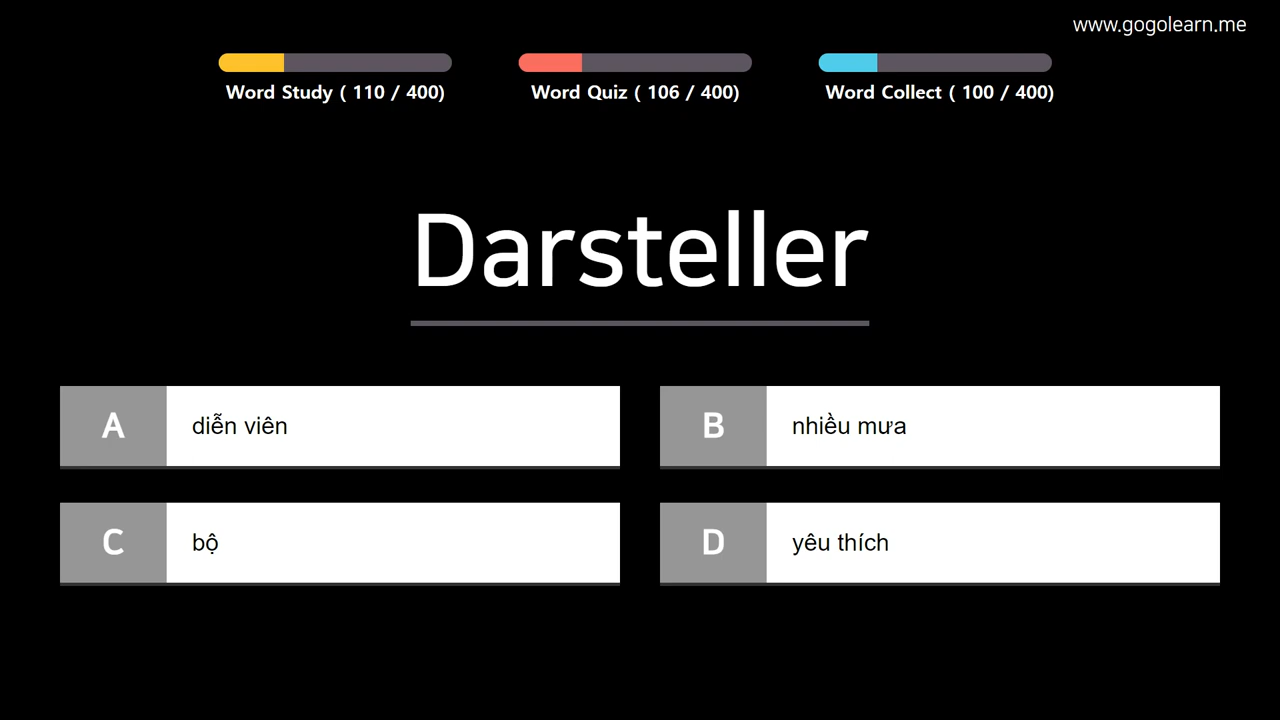 www.gogolearn.me
Word Study ( 110 / 400)
Word Quiz ( 106 / 400)
Word Collect ( 100 / 400)
Darsteller
A diễn viên
B nhiều mưa
C bộ
D yêu thích